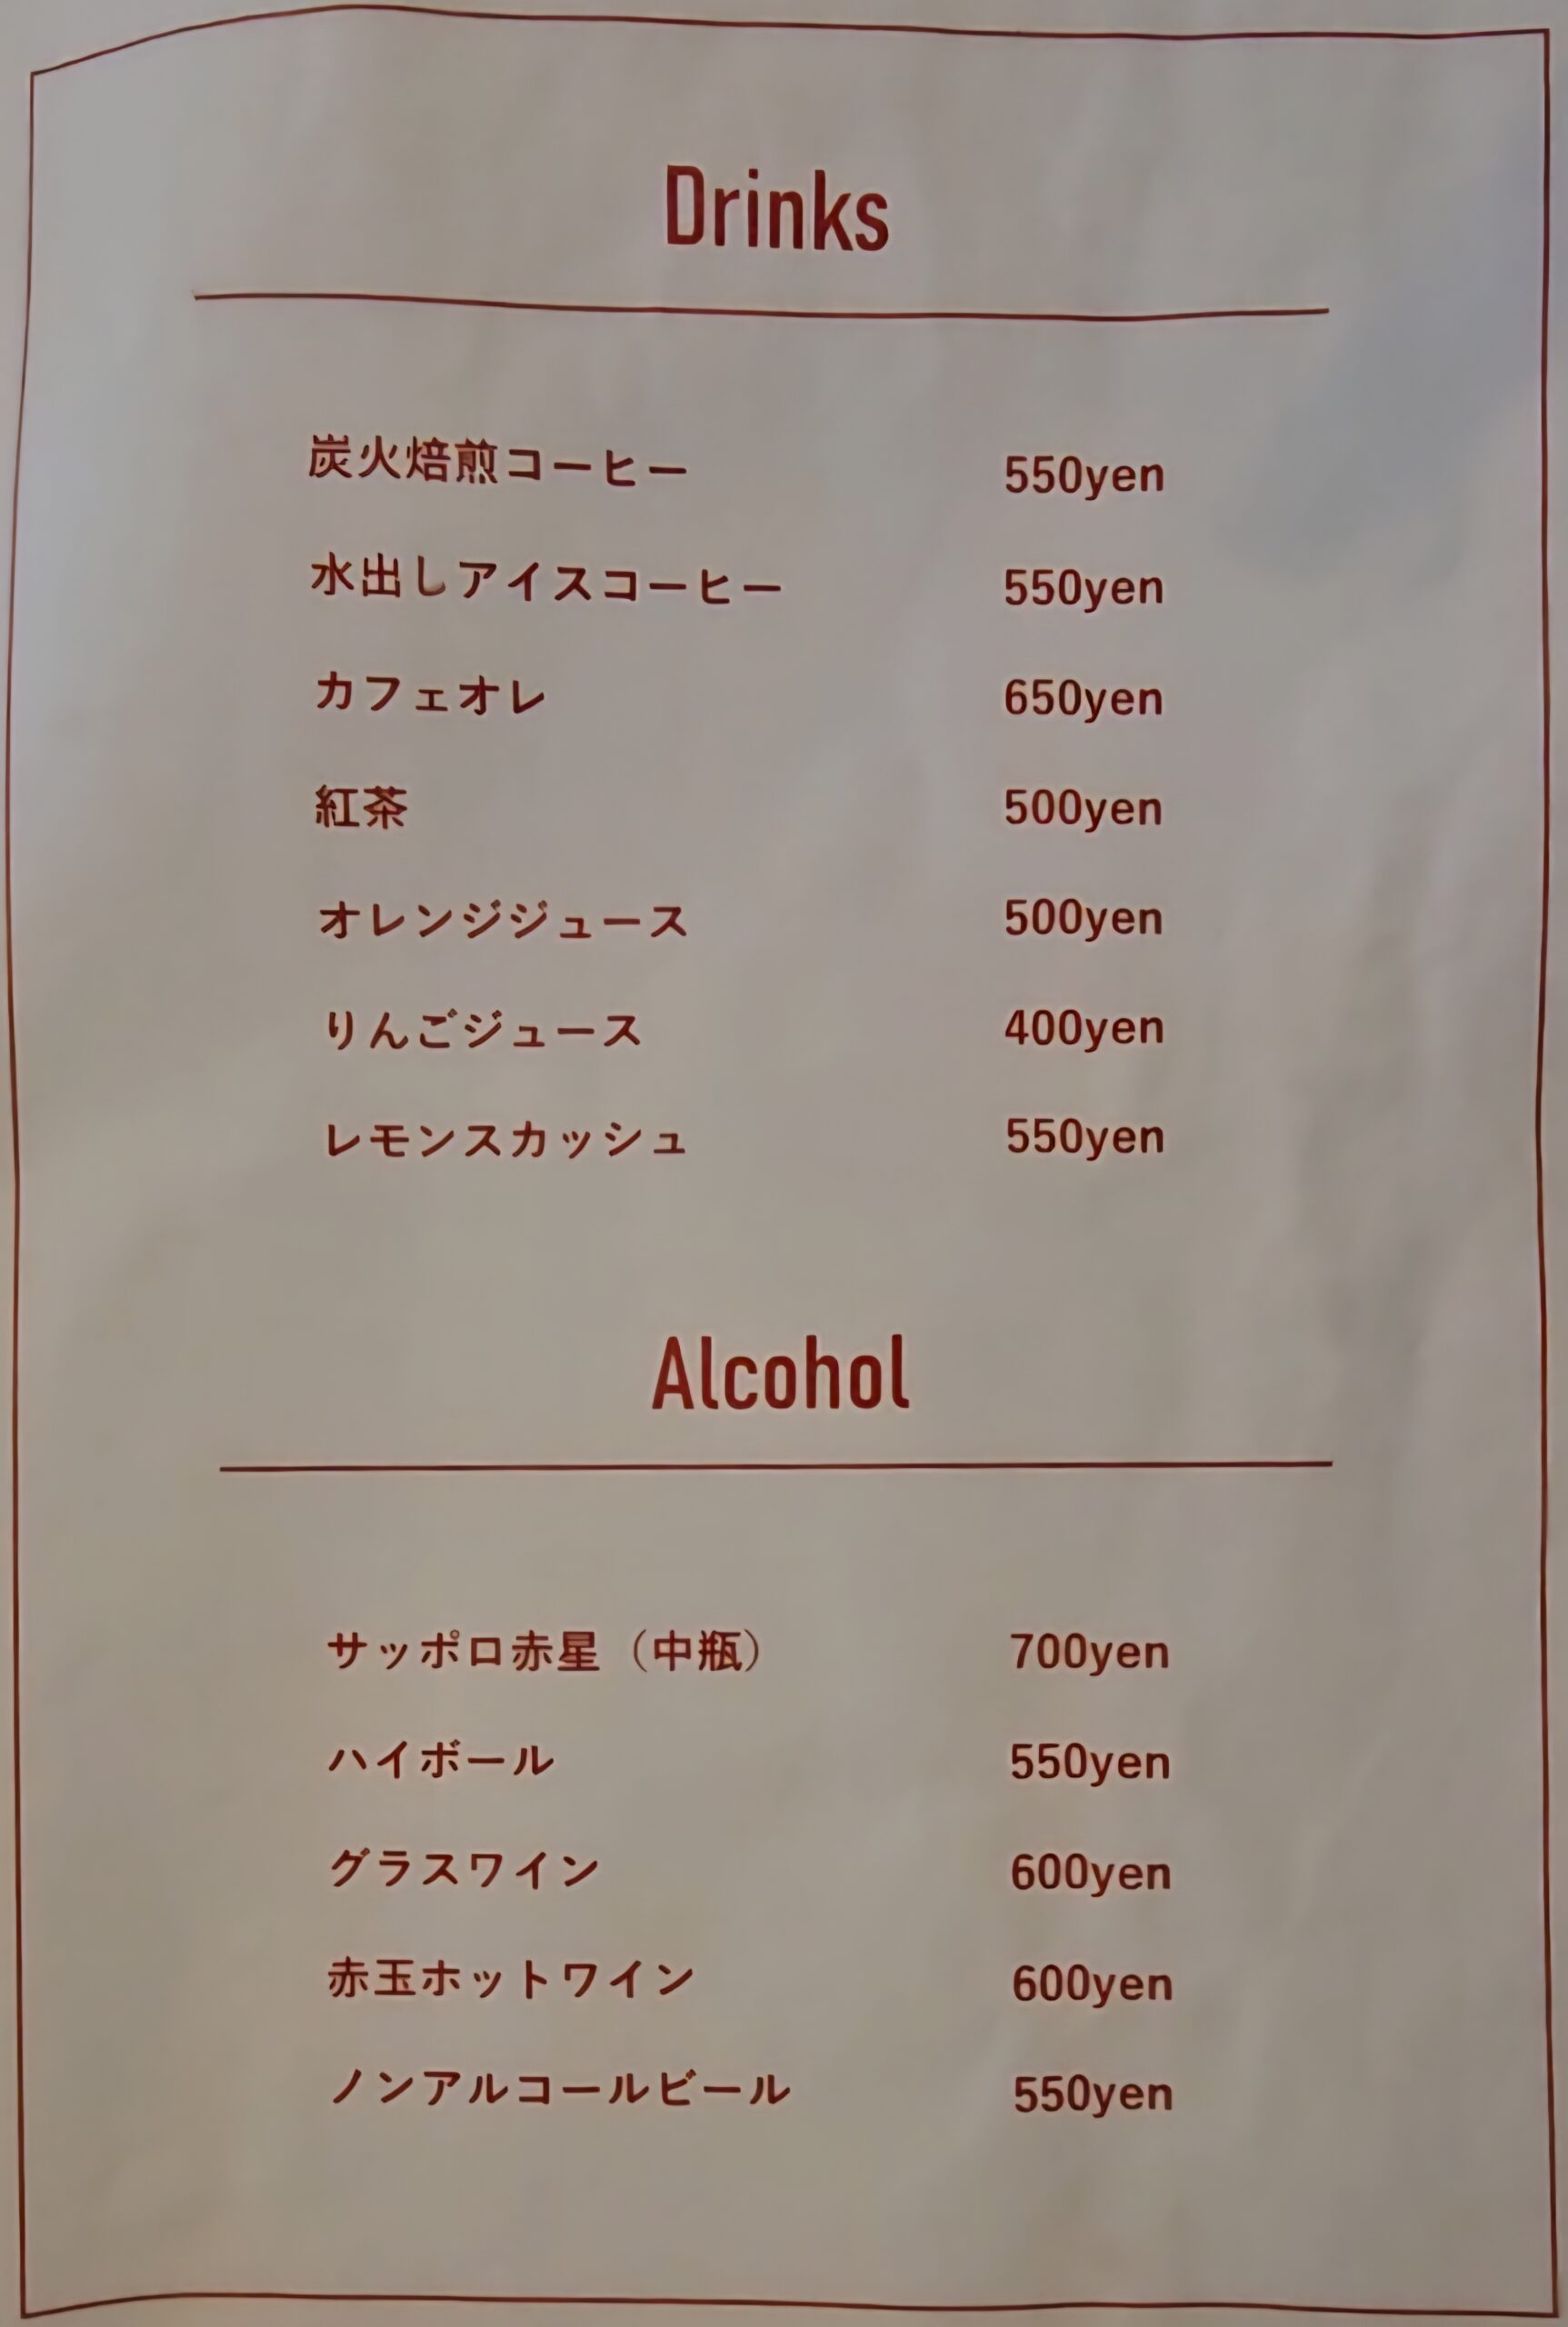 Drinks
炭火焙煎コーヒー 550yen
水出しアイスコーヒー 550yen
カフェオレ 650yen
紅茶 500yen
オレンジジュース 500yen
りんごジュース 400yen
レモンスカッシュ 550yen
Alcohol
サッポロ赤星（中瓶） 700yen
ハイボール 550yen
グラスワイン 600yen
赤玉ホットワイン 600yen
ノンアルコールビール 550yen